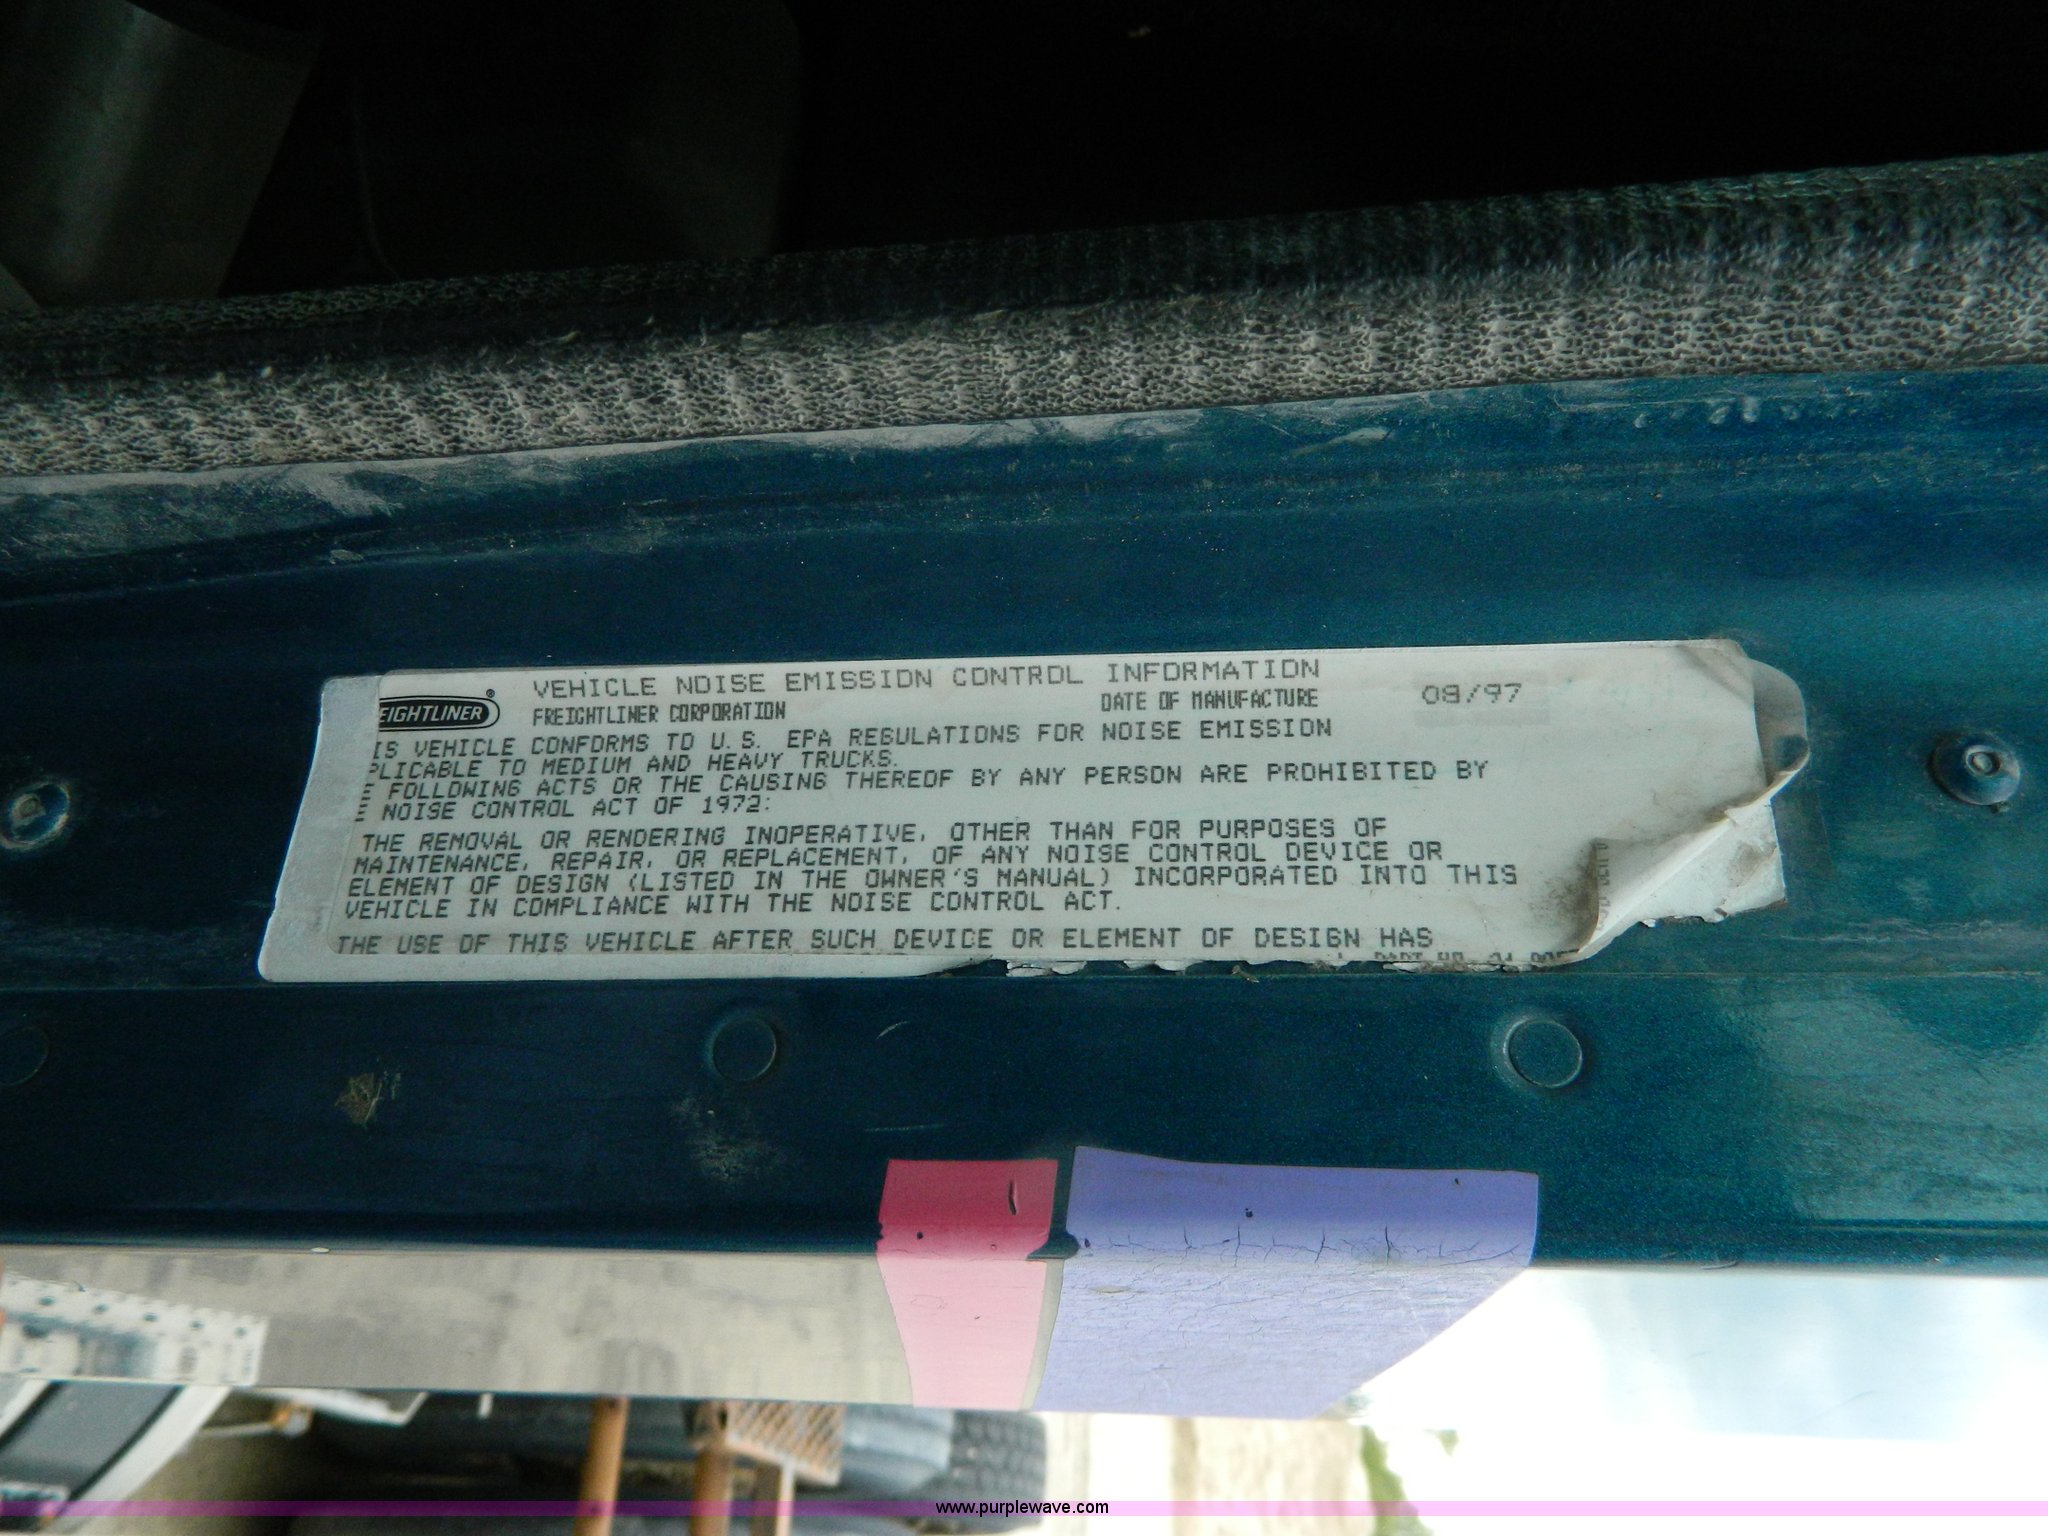 VEHICLE NOISE EMISSION CONTROL INFORMATION
EIGHTLINER ® FREIGHTLINER CORPORATION DATE OF MANUFACTURE 08/97
IS VEHICLE CONFORMS TO U.S. EPA REGULATIONS FOR NOISE EMISSION
PLICABLE TO MEDIUM AND HEAVY TRUCKS.
E FOLLOWING ACTS OR THE CAUSING THEREOF BY ANY PERSON ARE PROHIBITED BY
E NOISE CONTROL ACT OF 1972:
THE REMOVAL OR RENDERING INOPERATIVE, OTHER THAN FOR PURPOSES OF
MAINTENANCE, REPAIR, OR REPLACEMENT, OF ANY NOISE CONTROL DEVICE OR
ELEMENT OF DESIGN (LISTED IN THE OWNER'S MANUAL) INCORPORATED INTO THIS
VEHICLE IN COMPLIANCE WITH THE NOISE CONTROL ACT.
THE USE OF THIS VEHICLE AFTER SUCH DEVICE OR ELEMENT OF DESIGN HAS
www.purplewave.com